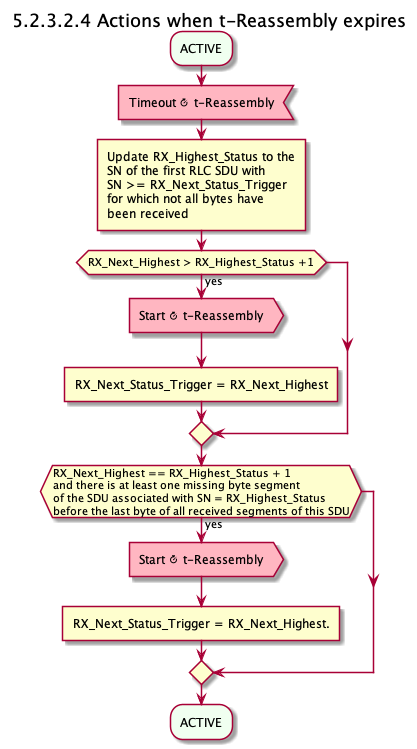 5.2.3.2.4 Actions when t-Reassembly expires
ACTIVE
Timeout ⏱ t-Reassembly
Update RX_Highest_Status to the
SN of the first RLC SDU with
SN >= RX_Next_Status_Trigger
for which not all bytes have
been received
RX_Next_Highest > RX_Highest_Status +1
yes
Start ⏱ t-Reassembly
RX_Next_Status_Trigger = RX_Next_Highest
RX_Next_Highest == RX_Highest_Status + 1
and there is at least one missing byte segment
of the SDU associated with SN = RX_Highest_Status
before the last byte of all received segments of this SDU
yes
Start ⏱ t-Reassembly
RX_Next_Status_Trigger = RX_Next_Highest.
ACTIVE